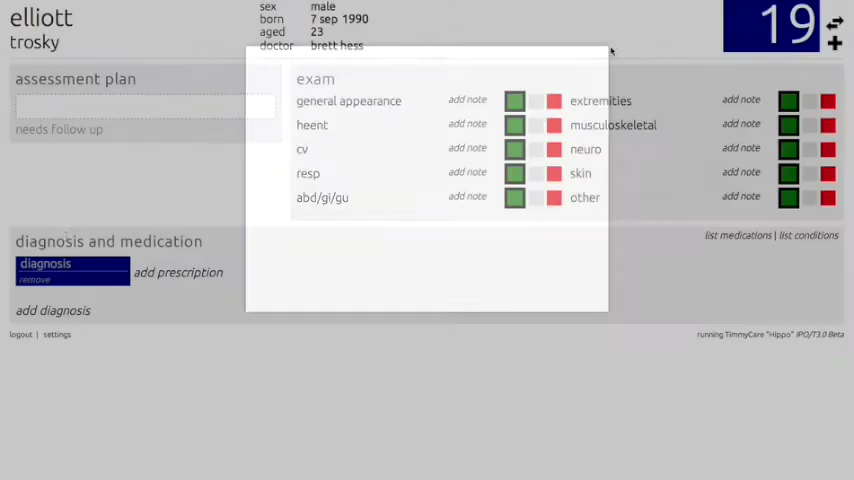 elliott
trosky
sex male
born 7 sep 1990
aged 23
doctor brett hess
19
assessment plan
needs follow up
exam
general appearance add note
heent add note
cv add note
resp add note
abd/gi/gu add note
extremities add note
musculoskeletal add note
neuro add note
skin add note
other add note
diagnosis and medication
list medications | list conditions
diagnosis
remove
add prescription
add diagnosis
logout | settings
running TimmyCare "Hippo" IPO/T3.0 Beta